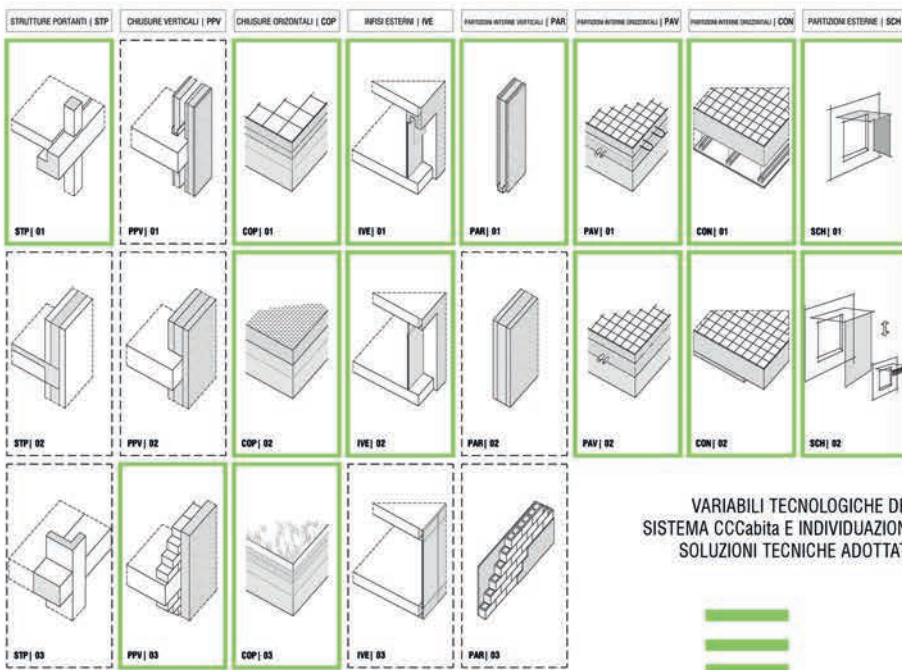 STRUTTURE PORTANTI | STP
CHIUSURE VERTICALI | PPV
CHIUSURE ORIZONTALI | COP
INFISI ESTERNI | IVE
PARTIZIONI INTERNE VERTICALI | PAR
PARTIZIONI INTERNE ORIZZONTALI | PAV
PARTIZIONI INTERNE ORIZZONTALI | CON
PARTIZIONI ESTERNE | SCH
STP| 01
PPV| 01
COP| 01
IVE| 01
PAR| 01
PAV| 01
CON| 01
SCH| 01
STP| 02
PPV| 02
COP| 02
IVE| 02
PAR| 02
PAV| 02
CON| 02
SCH| 02
STP| 03
PPV| 03
COP| 03
IVE| 03
PAR| 03
VARIABILI TECNOLOGICHE DE
SISTEMA CCCabita E INDIVIDUAZION
SOLUZIONI TECNICHE ADOTTAT